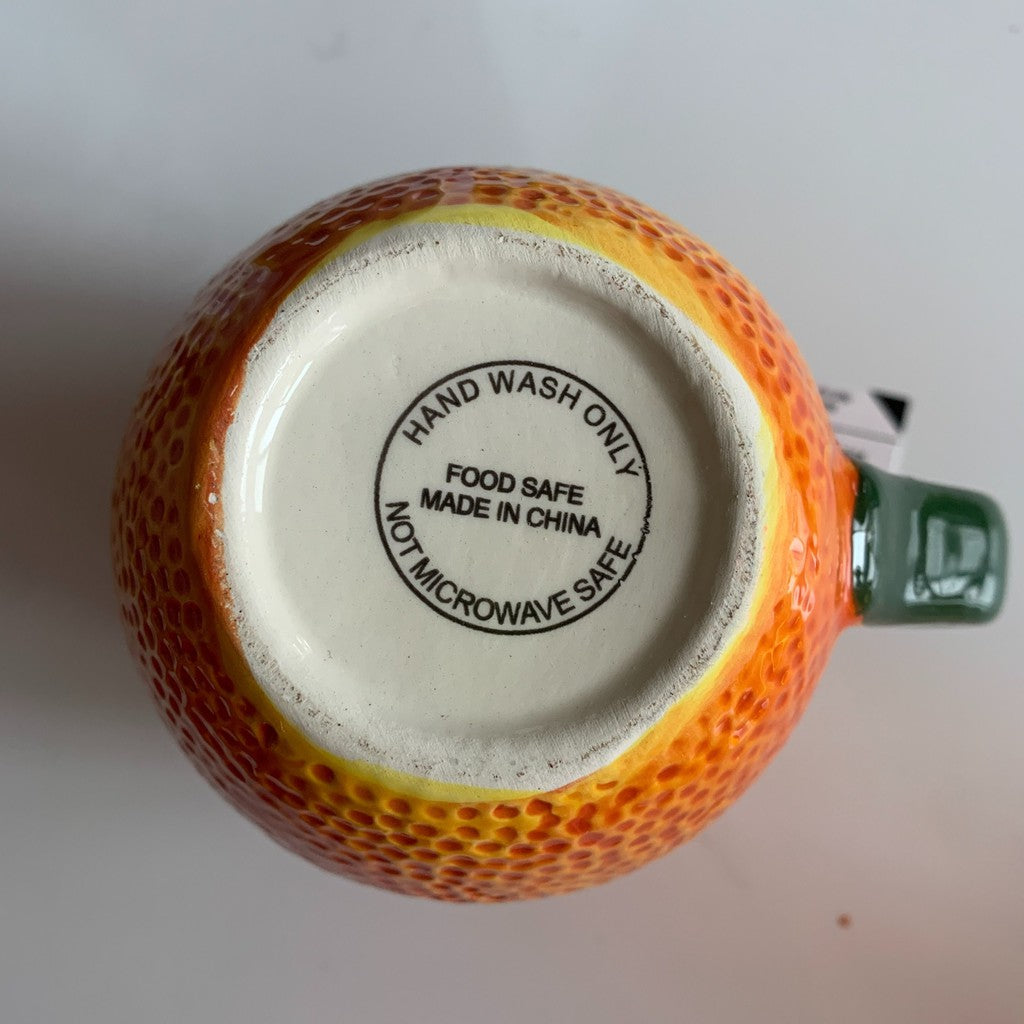 HAND WASH ONLY
FOOD SAFE
MADE IN CHINA
NOT MICROWAVE SAFE